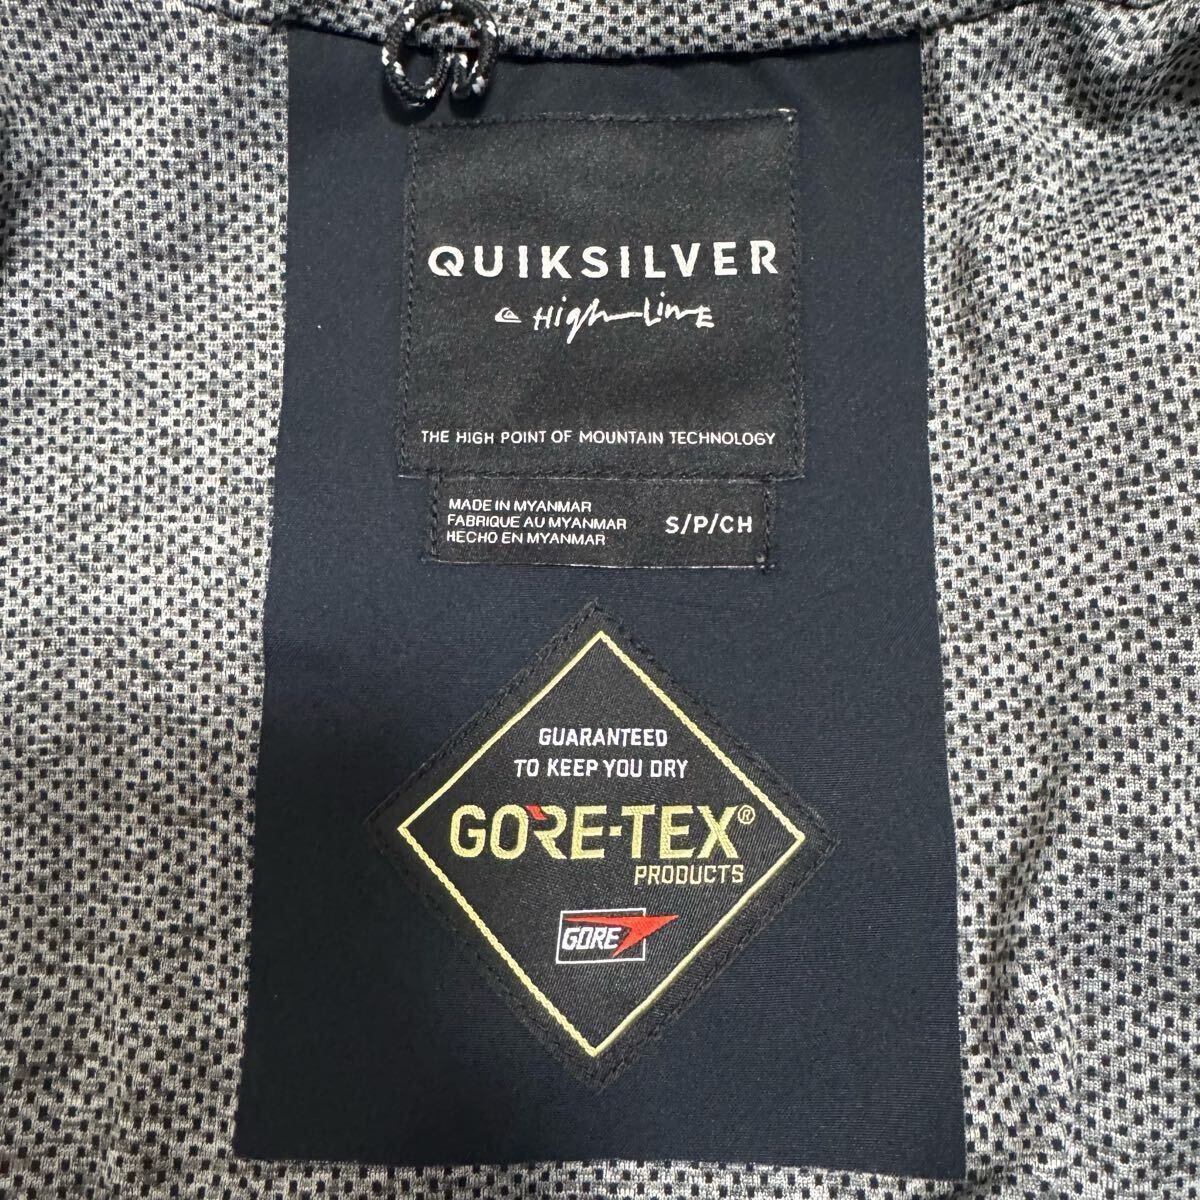 QUIKSILVER
High Line
THE HIGH POINT OF MOUNTAIN TECHNOLOGY
MADE IN MYANMAR
FABRIQUE AU MYANMAR
HECHO EN MYANMAR
S/P/CH
GUARANTEED
TO KEEP YOU DRY
GORE-TEX®
PRODUCTS
GORE